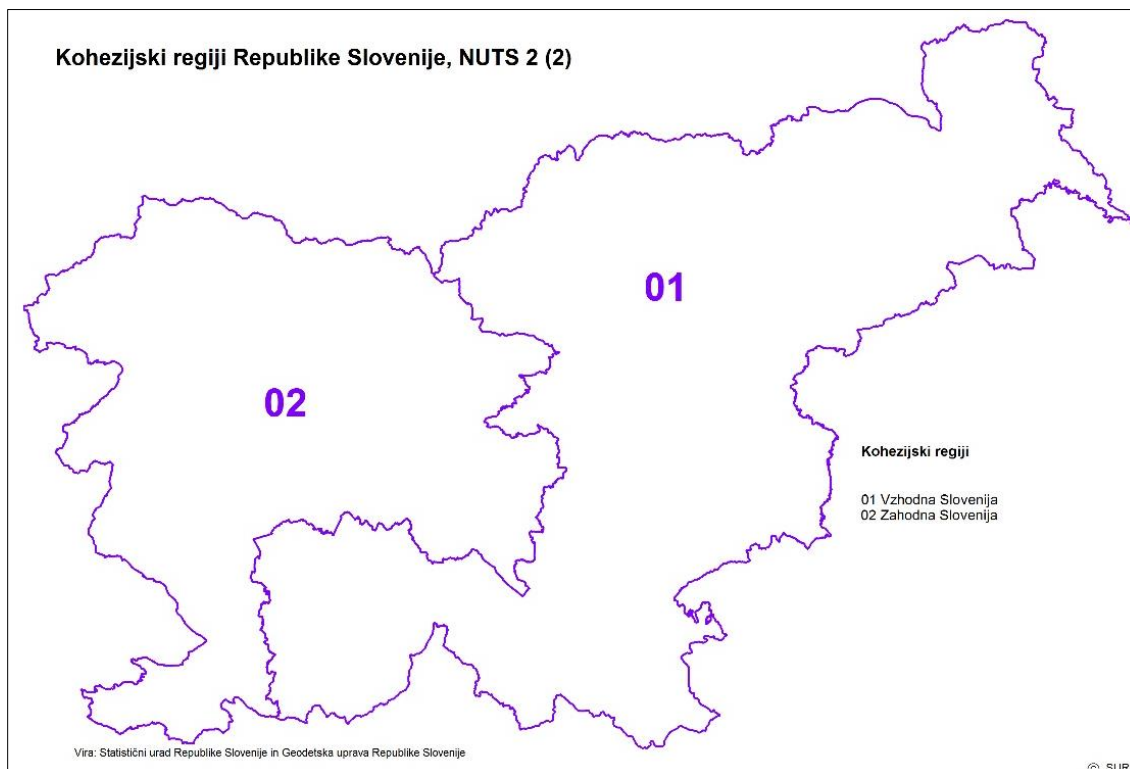 Kohezijski regiji Republike Slovenije, NUTS 2 (2)
01
02
Kohezijski regiji
01 Vzhodna Slovenija
02 Zahodna Slovenija
Vira: Statistični urad Republike Slovenije in Geodetska uprava Republike Slovenije
© SUR